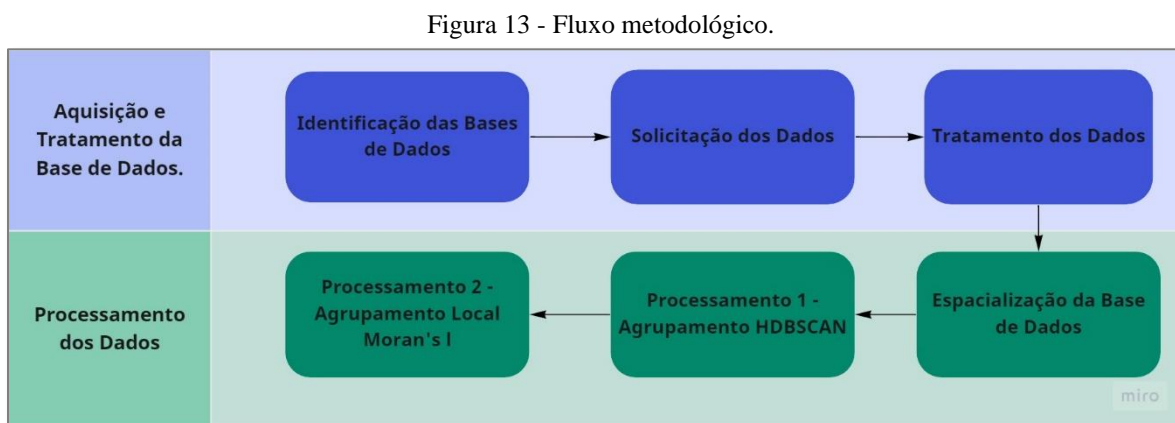 Figura 13 - Fluxo metodológico.
Aquisição e
Tratamento da
Base de Dados.
Identificação das Bases
de Dados
Solicitação dos Dados
Tratamento dos Dados
Processamento
dos Dados
Processamento 2 -
Agrupamento Local
Moran's I
Processamento 1 -
Agrupamento HDBSCAN
Espacialização da Base
de Dados
miro